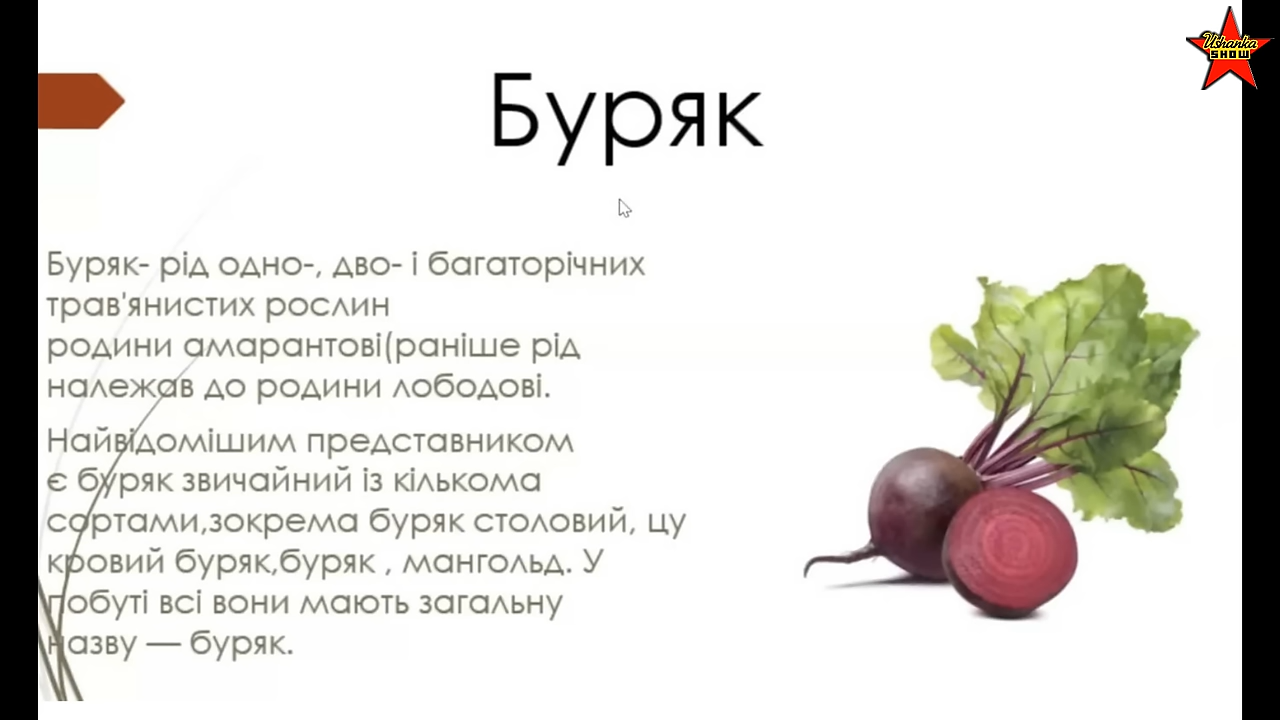 Ushanka
SHOW
Буряк
Буряк- рід одно-, дво- і багаторічних
трав'янистих рослин
родини амарантові(раніше рід
належав до родини лободові.
Найвідомішим представником
є буряк звичайний із кількома
сортами,зокрема буряк столовий, цу
кровий буряк,буряк , мангольд. У
побуті всі вони мають загальну
назву — буряк.